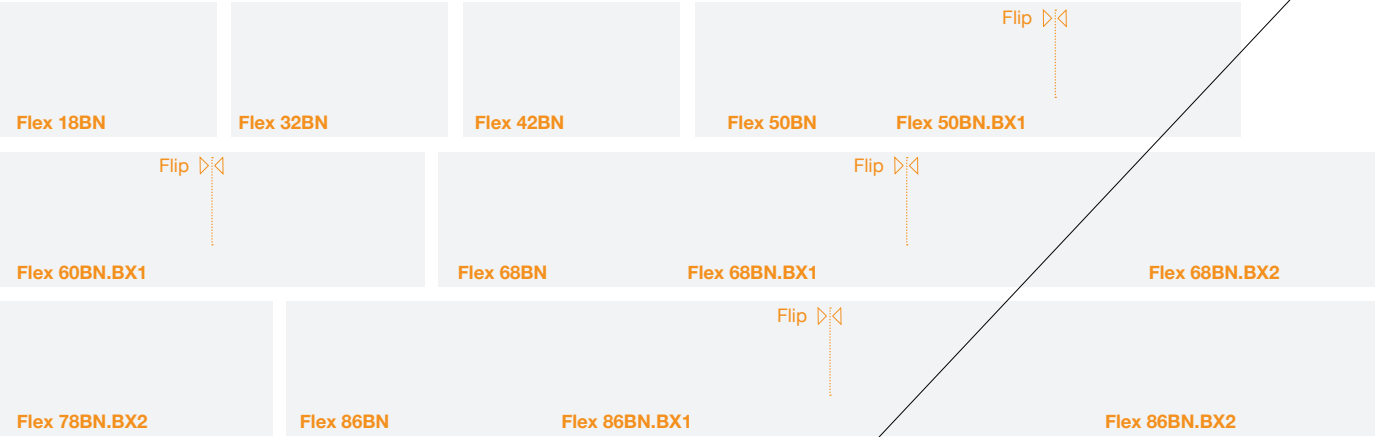 Flip
Flex 18BN
Flex 32BN
Flex 42BN
Flex 50BN
Flex 50BN.BX1
Flip
Flip
Flex 60BN.BX1
Flex 68BN
Flex 68BN.BX1
Flex 68BN.BX2
Flip
Flex 78BN.BX2
Flex 86BN
Flex 86BN.BX1
Flex 86BN.BX2